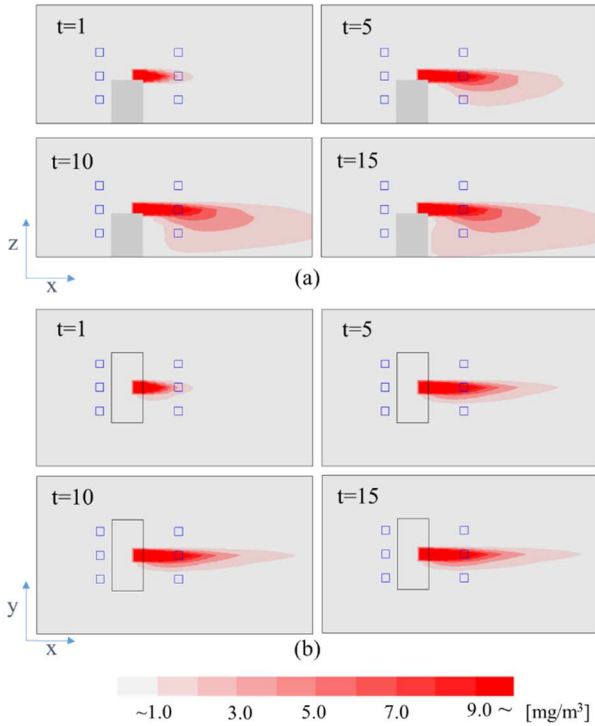 t=1
t=5
t=10
t=15
z
x
(a)
t=1
t=5
t=10
t=15
y
x
(b)
~1.0 3.0 5.0 7.0 9.0 ~ [mg/m³]